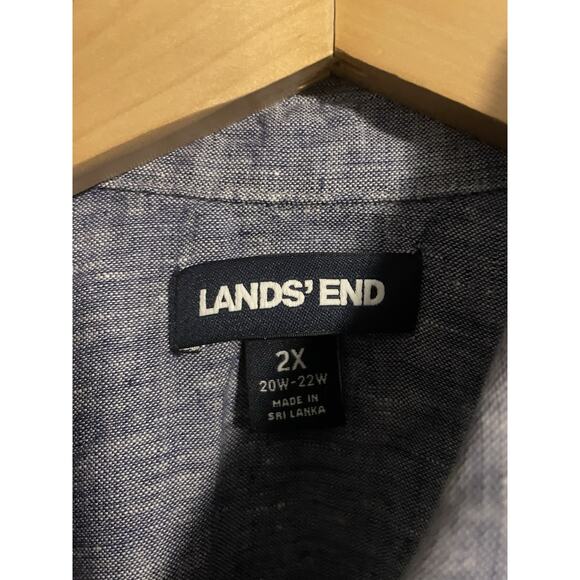 LANDS' END
2X
20W-22W
MADE IN
SRI LANKA